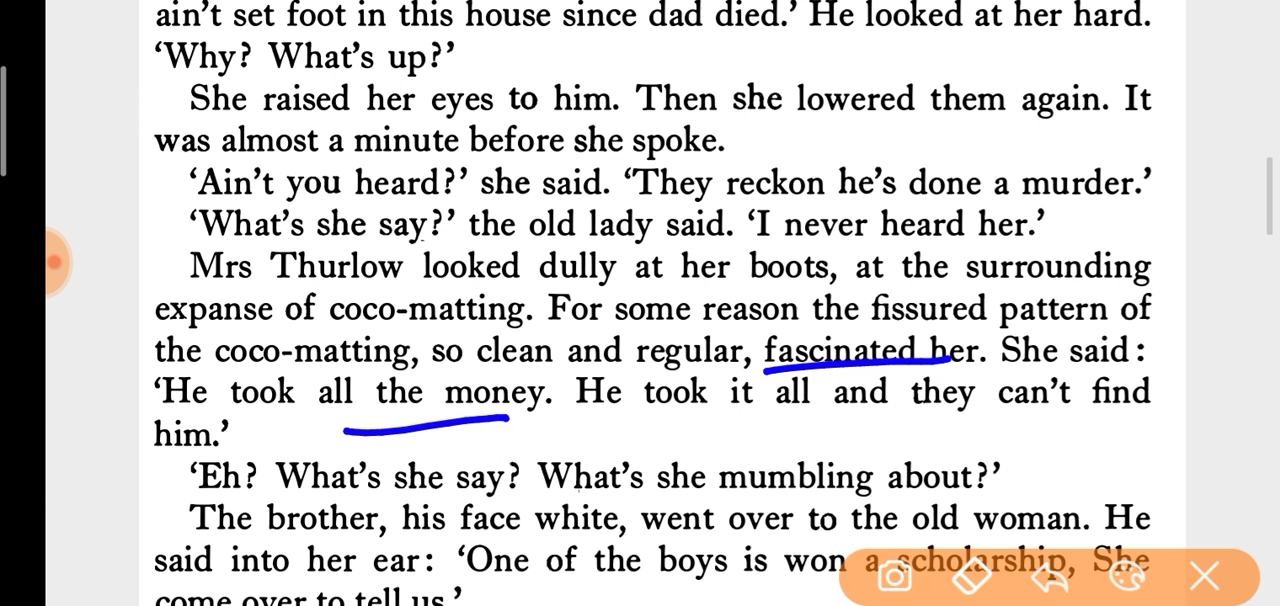 ain’t set foot in this house since dad died.’ He looked at her hard.
‘Why? What’s up?’
She raised her eyes to him. Then she lowered them again. It
was almost a minute before she spoke.
‘Ain’t you heard?’ she said. ‘They reckon he’s done a murder.’
‘What’s she say?’ the old lady said. ‘I never heard her.’
Mrs Thurlow looked dully at her boots, at the surrounding
expanse of coco-matting. For some reason the fissured pattern of
the coco-matting, so clean and regular, fascinated her. She said:
‘He took all the money. He took it all and they can’t find
him.’
‘Eh? What’s she say? What’s she mumbling about?’
The brother, his face white, went over to the old woman. He
said into her ear: ‘One of the boys is won a scholarship, She
come over to tell us.’